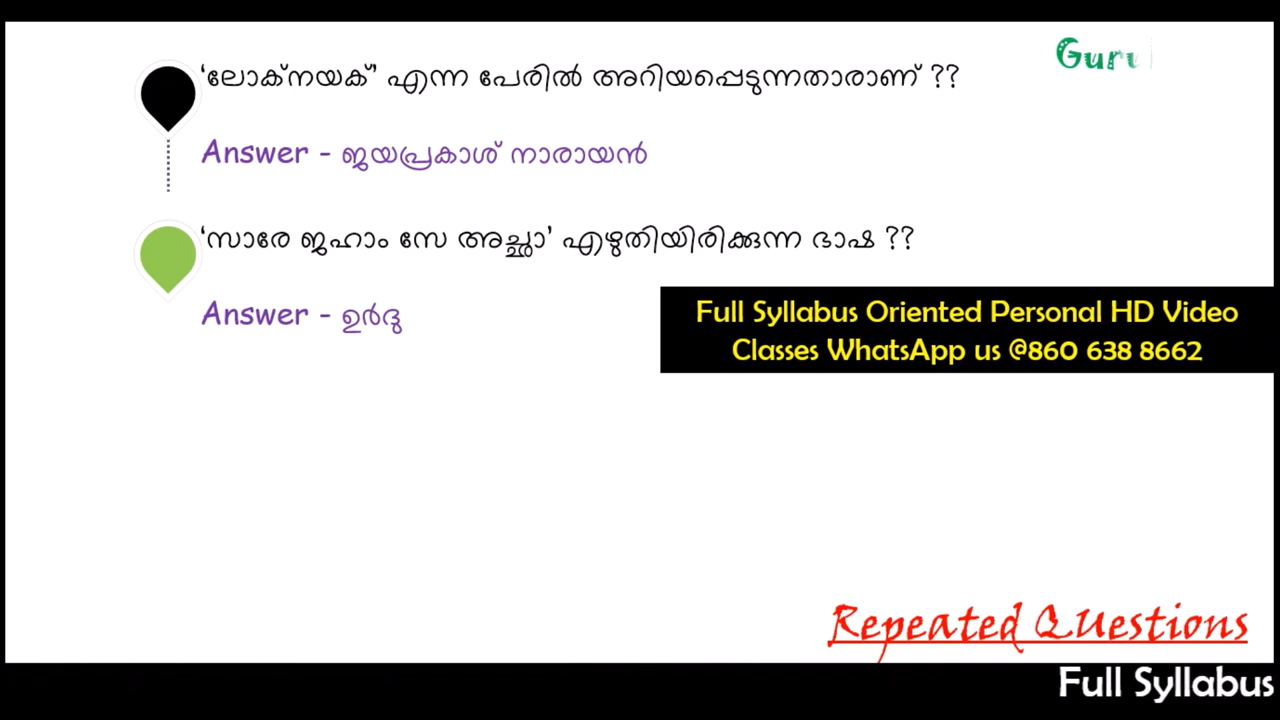 Guru
‘ലോക്നയക്’ എന്ന പേരിൽ അറിയപ്പെടുന്നതാരാണ് ??
Answer - ജയപ്രകാശ് നാരായൻ
‘സാരേ ജഹാം സേ അച്ഛാ’ എഴുതിയിരിക്കുന്ന ഭാഷ ??
Answer - ഉർദു
Full Syllabus Oriented Personal HD Video
Classes WhatsApp us @860 638 8662
Repeated QUestions
Full Syllabus